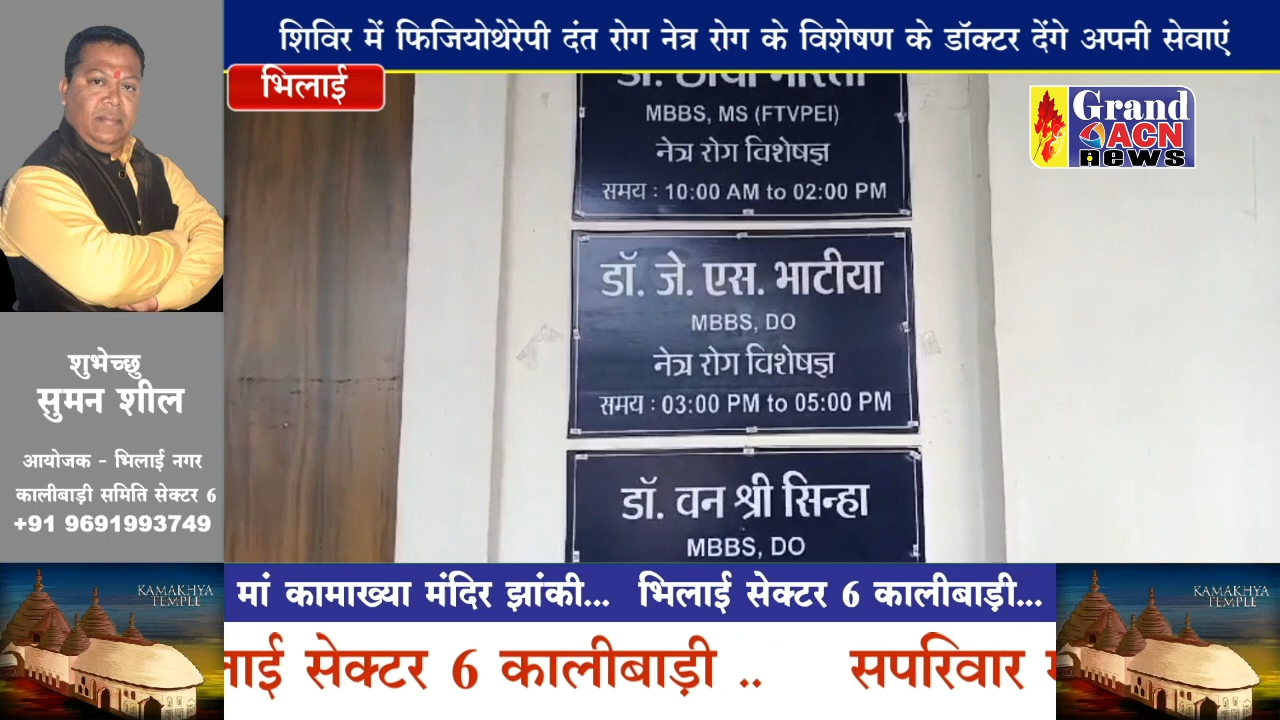 शिविर में फिजियोथेरेपी दंत रोग नेत्र रोग के विशेषण के डॉक्टर देंगे अपनी सेवाएं
भिलाई
Grand
ACN
news
डॉ. छाया भारती
MBBS, MS (FTVPEI)
नेत्र रोग विशेषज्ञ
समय : 10:00 AM to 02:00 PM
डॉ. जे. एस. भाटीया
MBBS, DO
नेत्र रोग विशेषज्ञ
समय : 03:00 PM to 05:00 PM
डॉ. वन श्री सिन्हा
MBBS, DO
शुभेच्छु
सुमन शील
आयोजक - भिलाई नगर
कालीबाड़ी समिति सेक्टर 6
+91 9691993749
KAMAKHYA
TEMPLE
मां कामाख्या मंदिर झांकी... भिलाई सेक्टर 6 कालीबाड़ी...
लाई सेक्टर 6 कालीबाड़ी .. सपरिवार
KAMAKHYA
TEMPLE